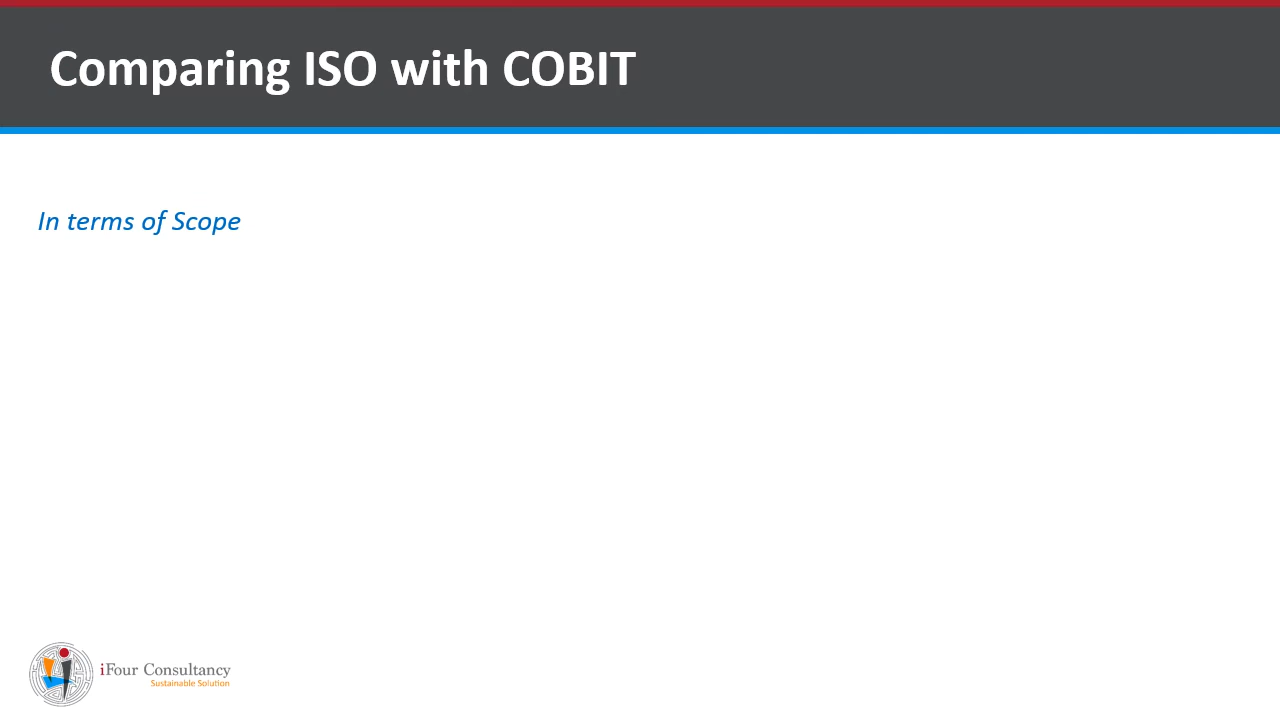 Comparing ISO with COBIT
In terms of Scope
iFour Consultancy
Sustainable Solution